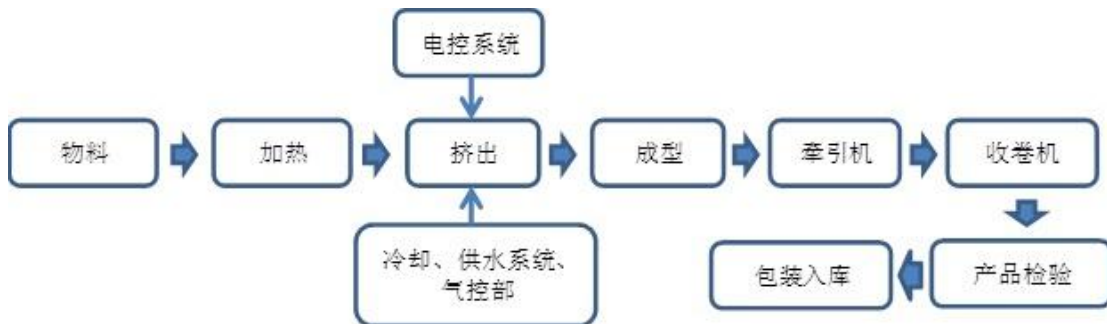 电控系统
物料
加热
挤出
成型
牵引机
收卷机
冷却、供水系统、
气控部
包装入库
产品检验